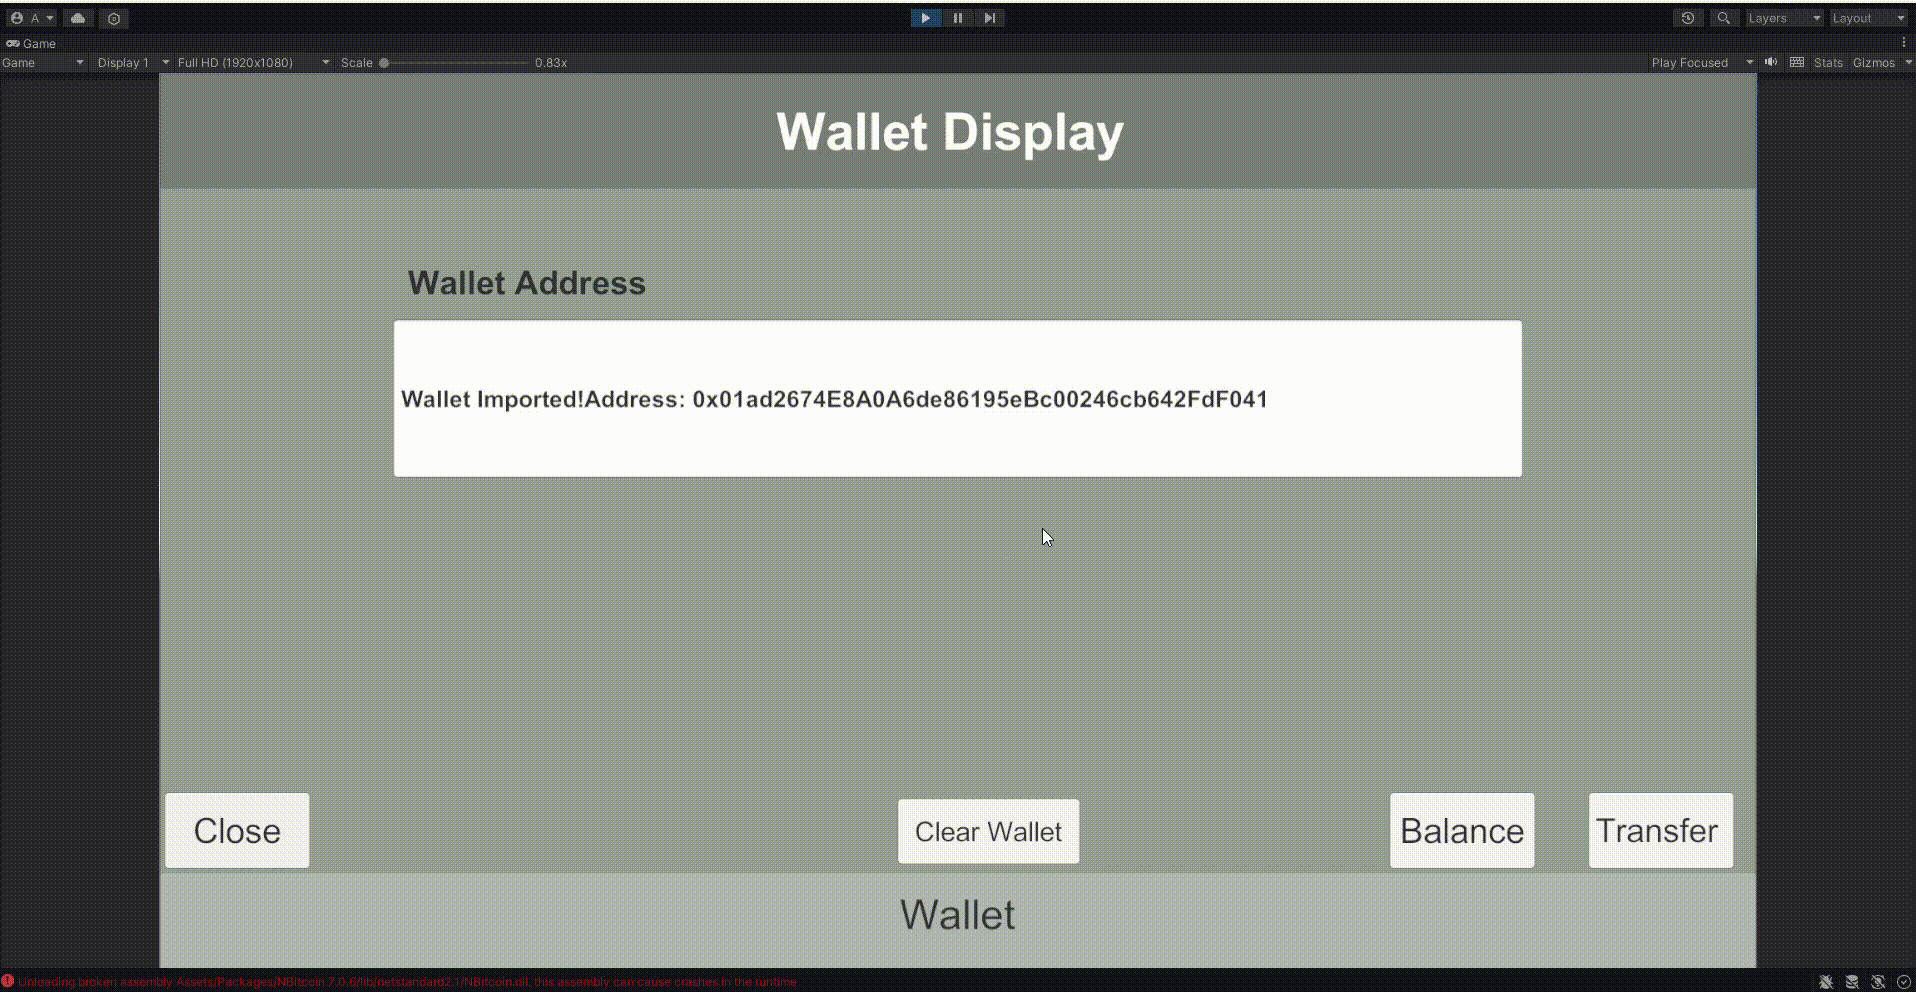 A
Layers
Layout
Game
Game
Display 1
Full HD (1920x1080)
Scale
0.83x
Play Focused
Stats
Gizmos
Wallet Display
Wallet Address
Wallet Imported!Address: 0x01ad2674E8A0A6de86195eBc00246cb642FdF041
Close
Clear Wallet
Balance
Transfer
Wallet
Unloading broken assembly Assets/Packages/NBitcoin.7.0.6/lib/netstandard2.1/NBitcoin.dll, this assembly can cause crashes in the runtime